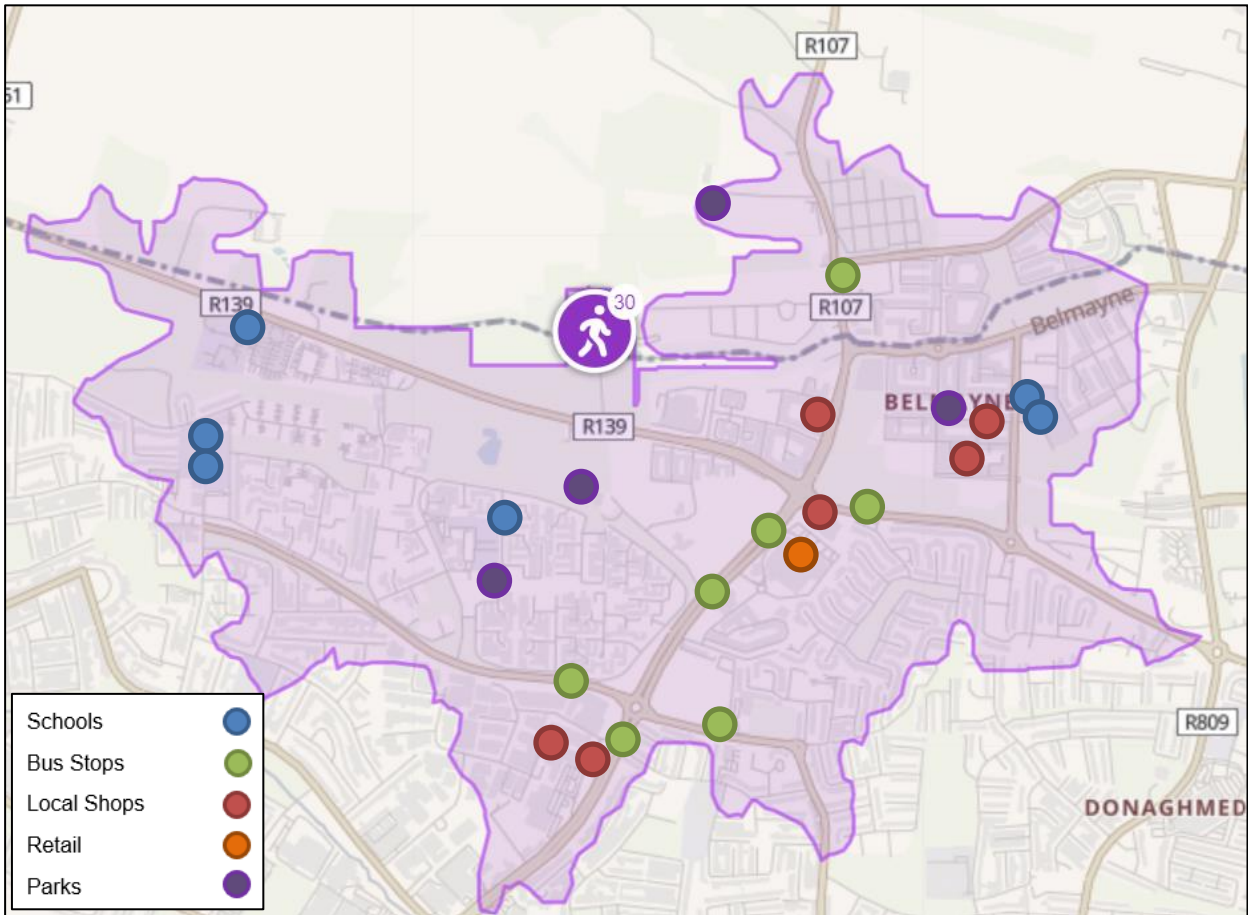 R107
51
30
R139
R107
Belmayne
BELMAYNE
R139
Schools
Bus Stops
Local Shops
Retail
Parks
R809
DONAGHMED